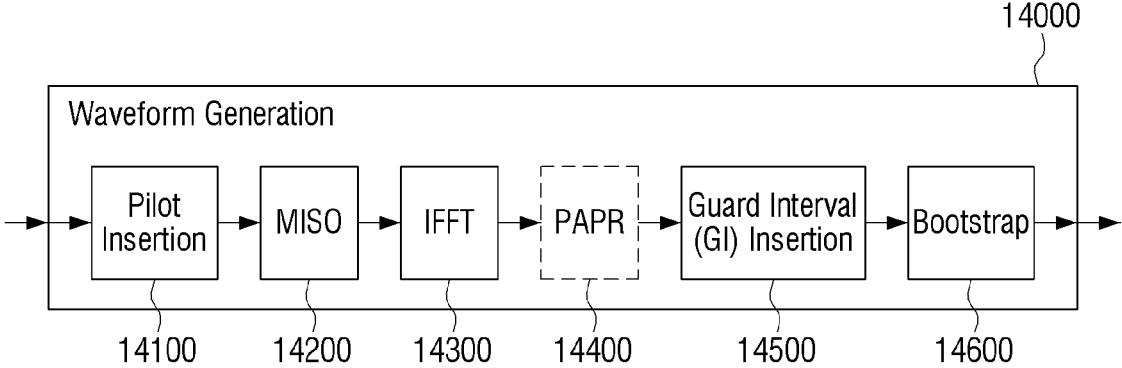 14000
Waveform Generation
Pilot
Insertion
MISO
IFFT
PAPR
Guard Interval
(GI) Insertion
Bootstrap
14100
14200
14300
14400
14500
14600